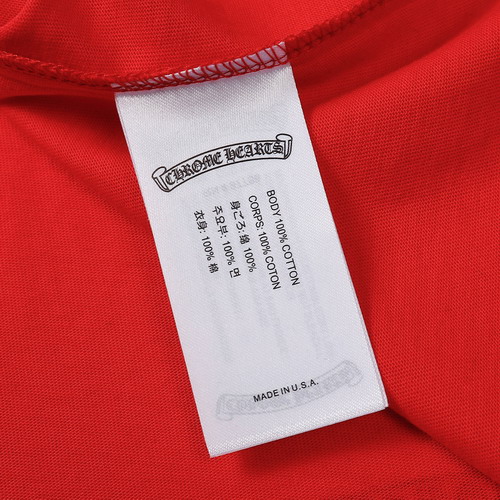 CHROME HEARTS
BODY 100% COTTON
CORPS: 100% COTON
身ごろ: 绵 100%
주요부: 100% 면
衣身: 100% 棉
MADE IN U.S.A.